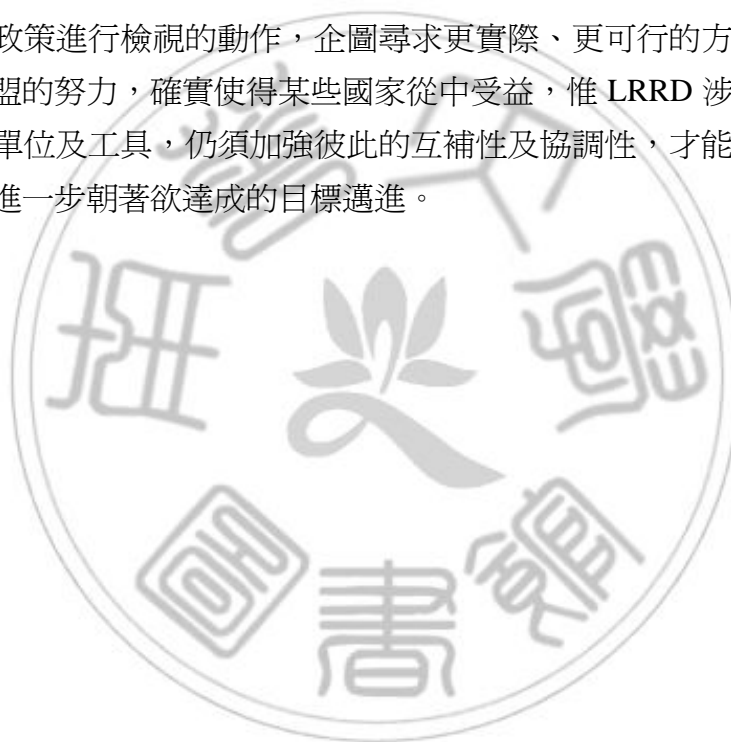 政策進行檢視的動作，企圖尋求更實際、更可行的方
盟的努力，確實使得某些國家從中受益，惟 LRRD 涉
單位及工具，仍須加強彼此的互補性及協調性，才能
進一步朝著欲達成的目標邁進。
圖書館